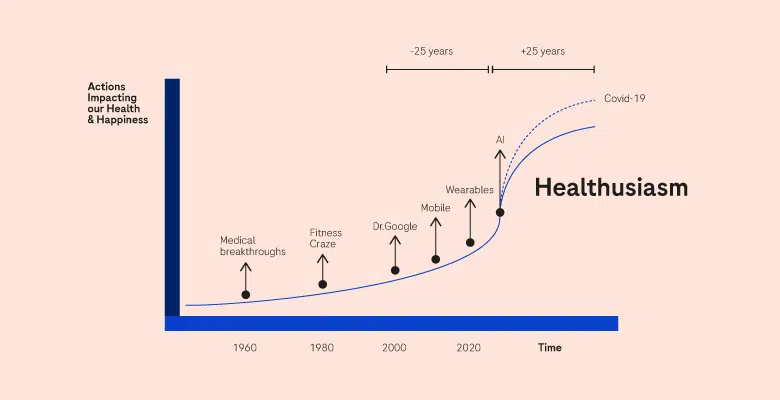 -25 years
+25 years
Actions
Impacting
our Health
& Happiness
Covid-19
AI
Healthusiasm
Wearables
Mobile
Dr.Google
Fitness
Craze
Medical
breakthroughs
1960
1980
2000
2020
Time